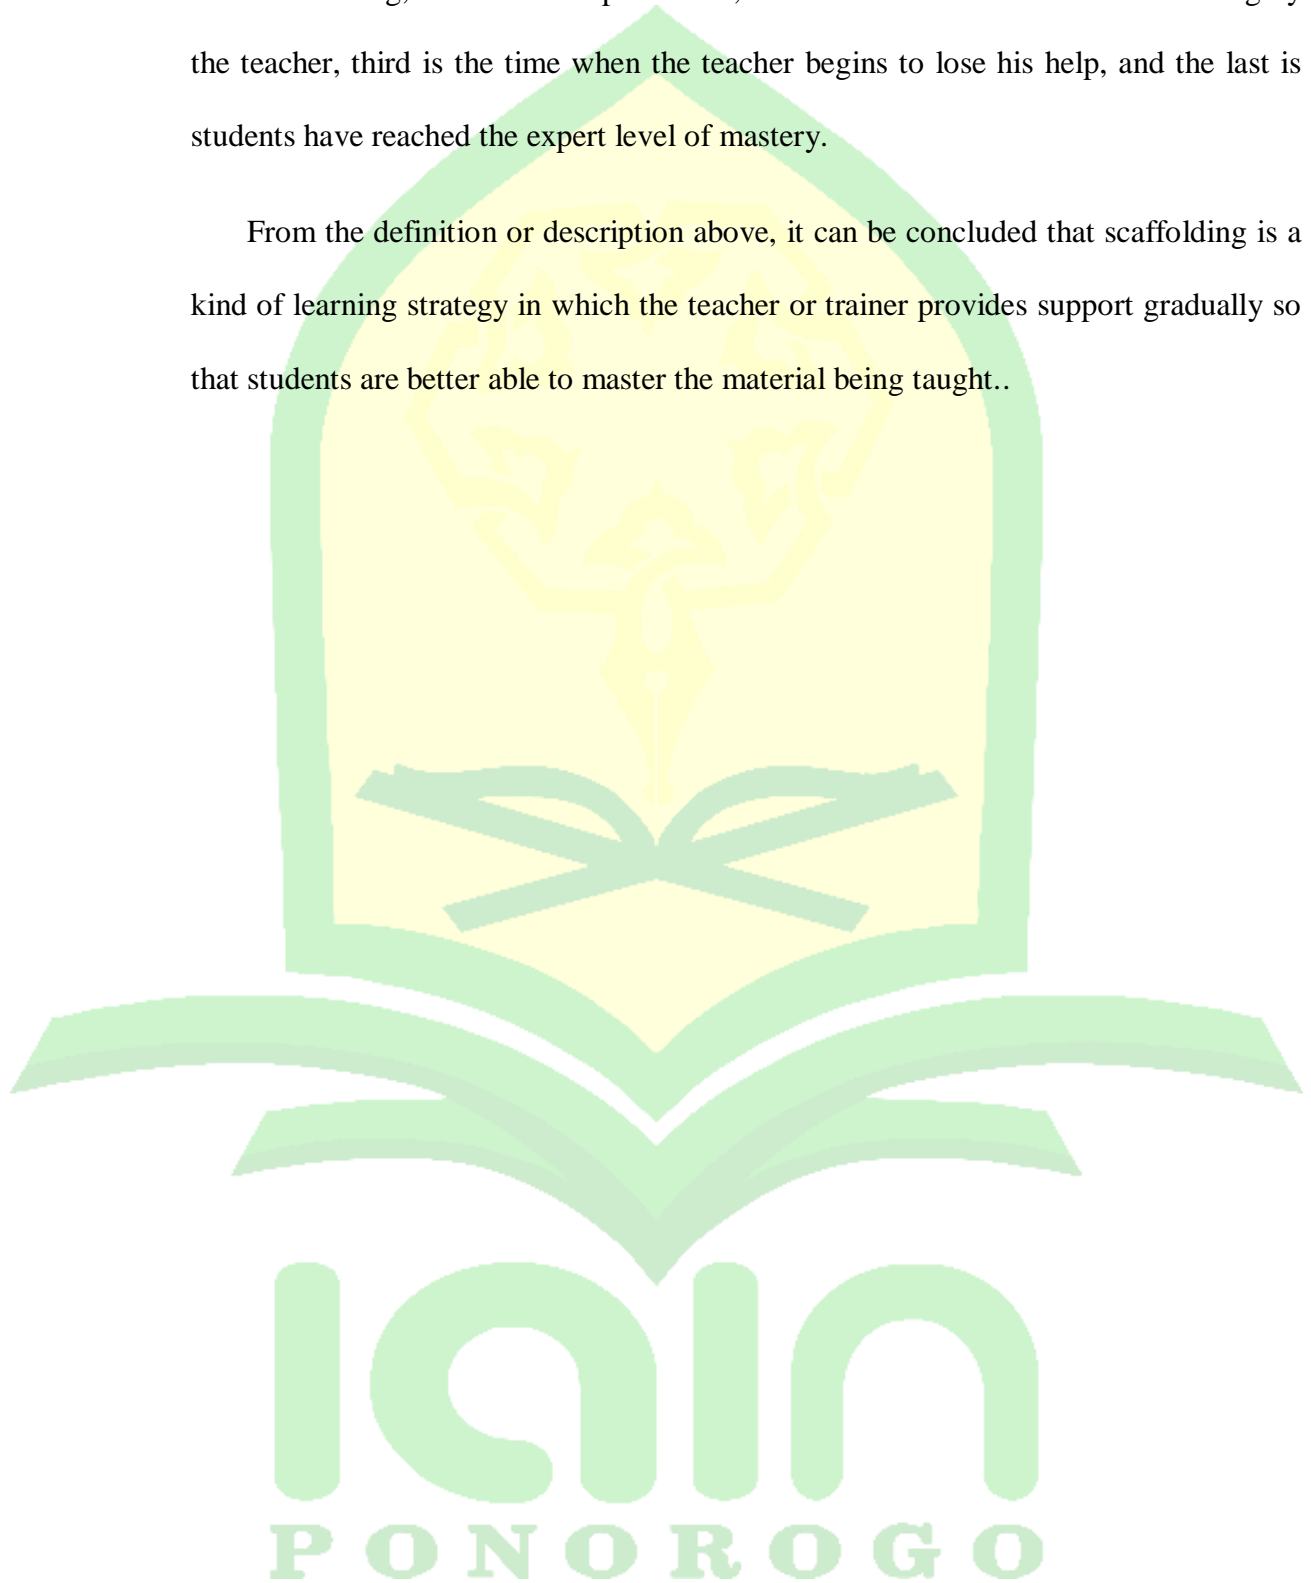 the teacher, third is the time when the teacher begins to lose his help, and the last is
students have reached the expert level of mastery.
From the definition or description above, it can be concluded that scaffolding is a
kind of learning strategy in which the teacher or trainer provides support gradually so
that students are better able to master the material being taught..
iain
PONOROGO